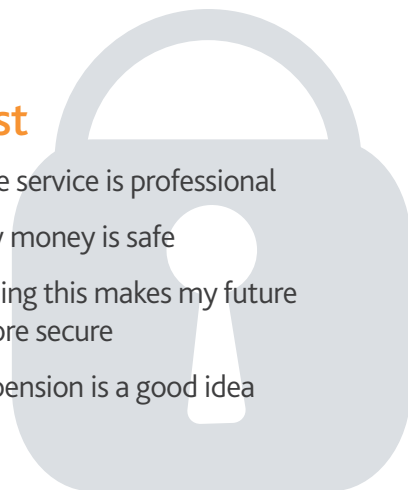 st
e service is professional
y money is safe
ing this makes my future
ore secure
pension is a good idea